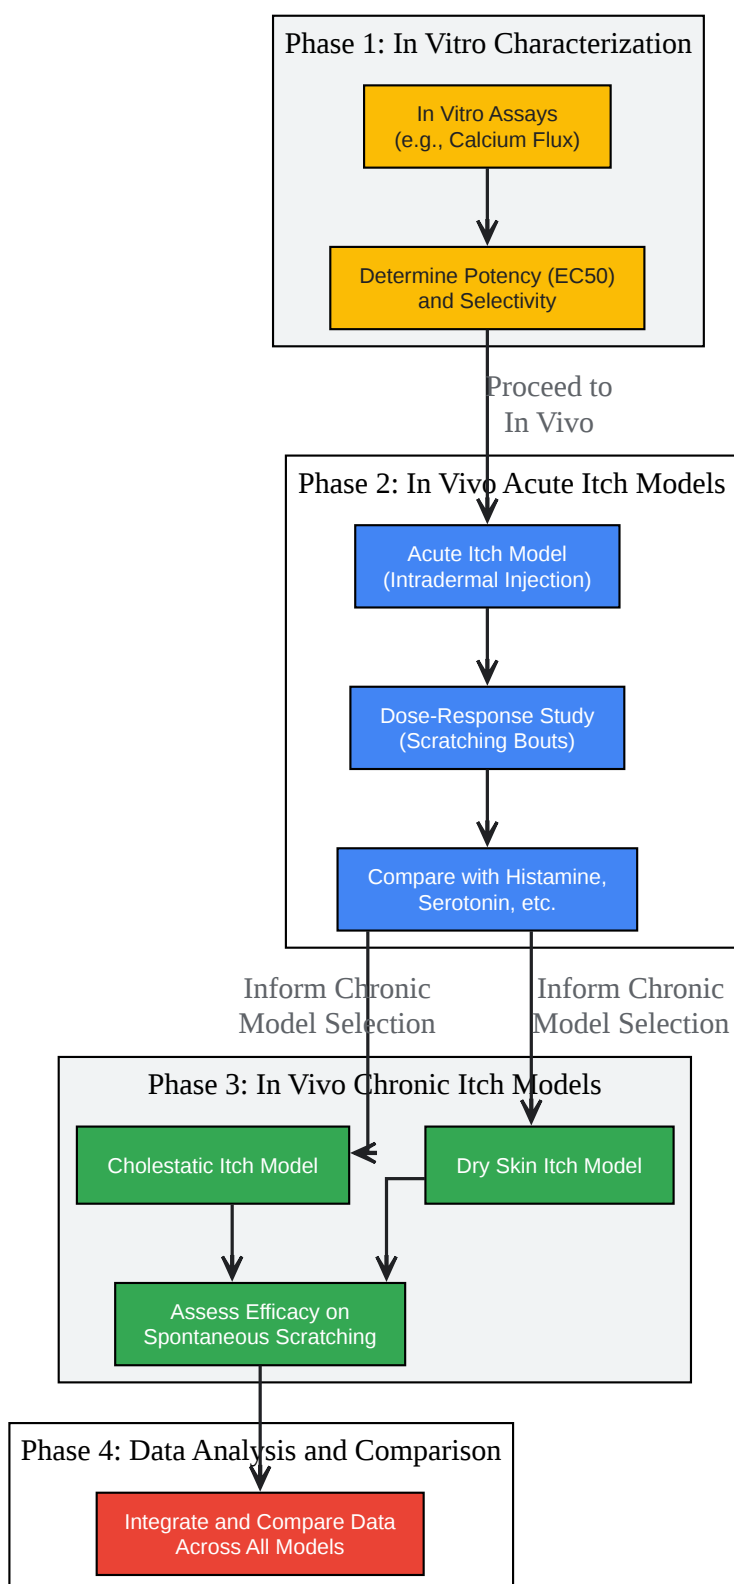 Phase 1: In Vitro Characterization
In Vitro Assays
(e.g., Calcium Flux)
Determine Potency (EC50)
and Selectivity
Proceed to
In Vivo
Phase 2: In Vivo Acute Itch Models
Acute Itch Model
(Intradermal Injection)
Dose-Response Study
(Scratching Bouts)
Compare with Histamine,
Serotonin, etc.
Inform Chronic
Model Selection
Inform Chronic
Model Selection
Phase 3: In Vivo Chronic Itch Models
Cholestatic Itch Model
Dry Skin Itch Model
Assess Efficacy on
Spontaneous Scratching
Phase 4: Data Analysis and Comparison
Integrate and Compare Data
Across All Models